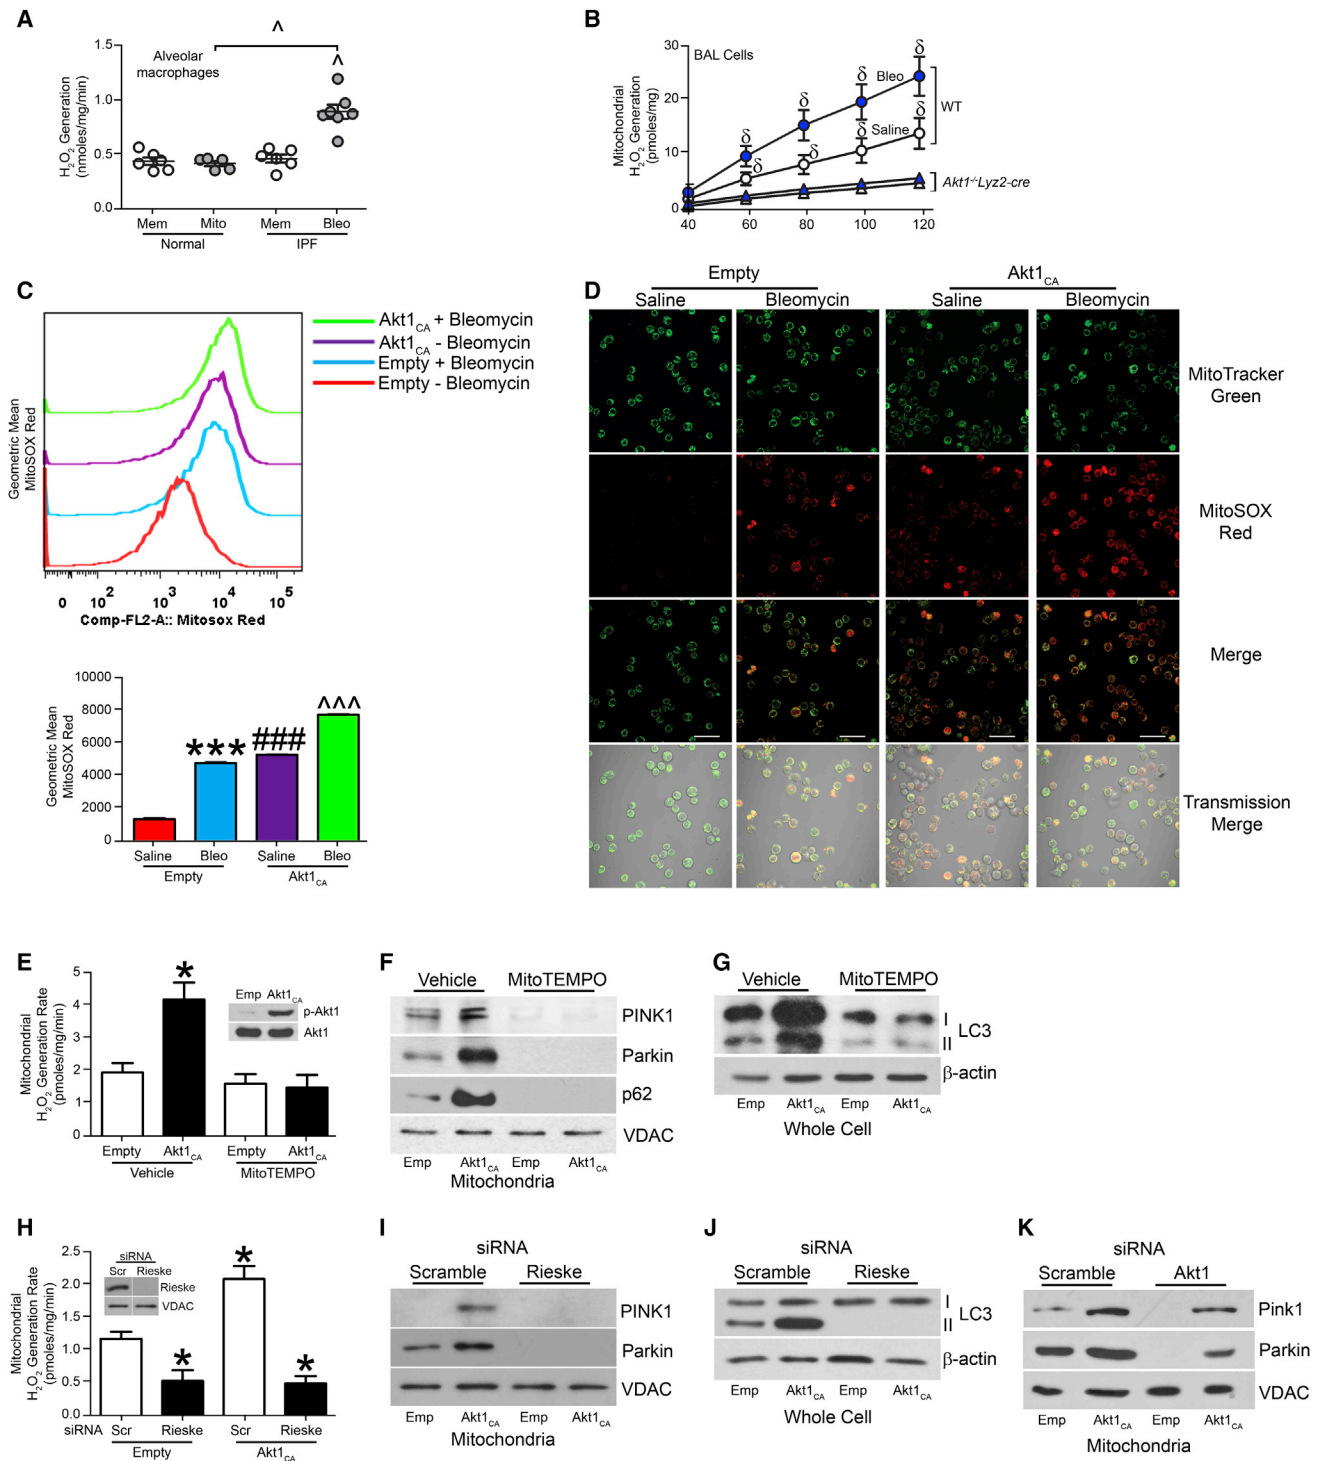 A
^
1.5
Alveolar
macrophages
^
H2O2 Generation
(nmoles/mg/min)
1.0
0.5
0.0
Mem Mito Mem Bleo
Normal IPF
B
30
BAL Cells
Mitochondrial
H2O2 Generation
(pmoles/mg)
20
10
0
δ δ δ δ
Bleo
WT
Saline
δ δ δ δ
Akt1-/-Lyz2-cre
40 60 80 100 120
C
Geometric Mean
MitoSOX Red
Akt1CA + Bleomycin
Akt1CA - Bleomycin
Empty + Bleomycin
Empty - Bleomycin
0 10^2 10^3 10^4 10^5
Comp-FL2-A:: Mitosox Red
10000
8000
6000
4000
2000
0
Geometric Mean
MitoSOX Red
*** ### ^^^
Saline Bleo Saline Bleo
Empty Akt1CA
D
Empty Akt1CA
Saline Bleomycin Saline Bleomycin
MitoTracker
Green
MitoSOX
Red
Merge
Transmission
Merge
E
5
4
3
2
1
0
Mitochondrial
H2O2 Generation Rate
(pmoles/mg/min)
*
Emp Akt1CA
p-Akt1
Akt1
Empty Akt1CA Empty Akt1CA
Vehicle MitoTEMPO
F
Vehicle MitoTEMPO
PINK1
Parkin
p62
VDAC
Emp Akt1CA Emp Akt1CA
Mitochondria
G
Vehicle MitoTEMPO
I
II
LC3
β-actin
Emp Akt1CA Emp Akt1CA
Whole Cell
H
2.5
2.0
1.5
1.0
0.5
0.0
Mitochondrial
H2O2 Generation Rate
(pmoles/mg/min)
siRNA
Scr Rieske
Rieske
VDAC
* * *
siRNA Scr Rieske Scr Rieske
Empty Akt1CA
I
siRNA
Scramble Rieske
PINK1
Parkin
VDAC
Emp Akt1CA Emp Akt1CA
Mitochondria
J
siRNA
Scramble Rieske
I
II
LC3
β-actin
Emp Akt1CA Emp Akt1CA
Whole Cell
K
siRNA
Scramble Akt1
Pink1
Parkin
VDAC
Emp Akt1CA Emp Akt1CA
Mitochondria